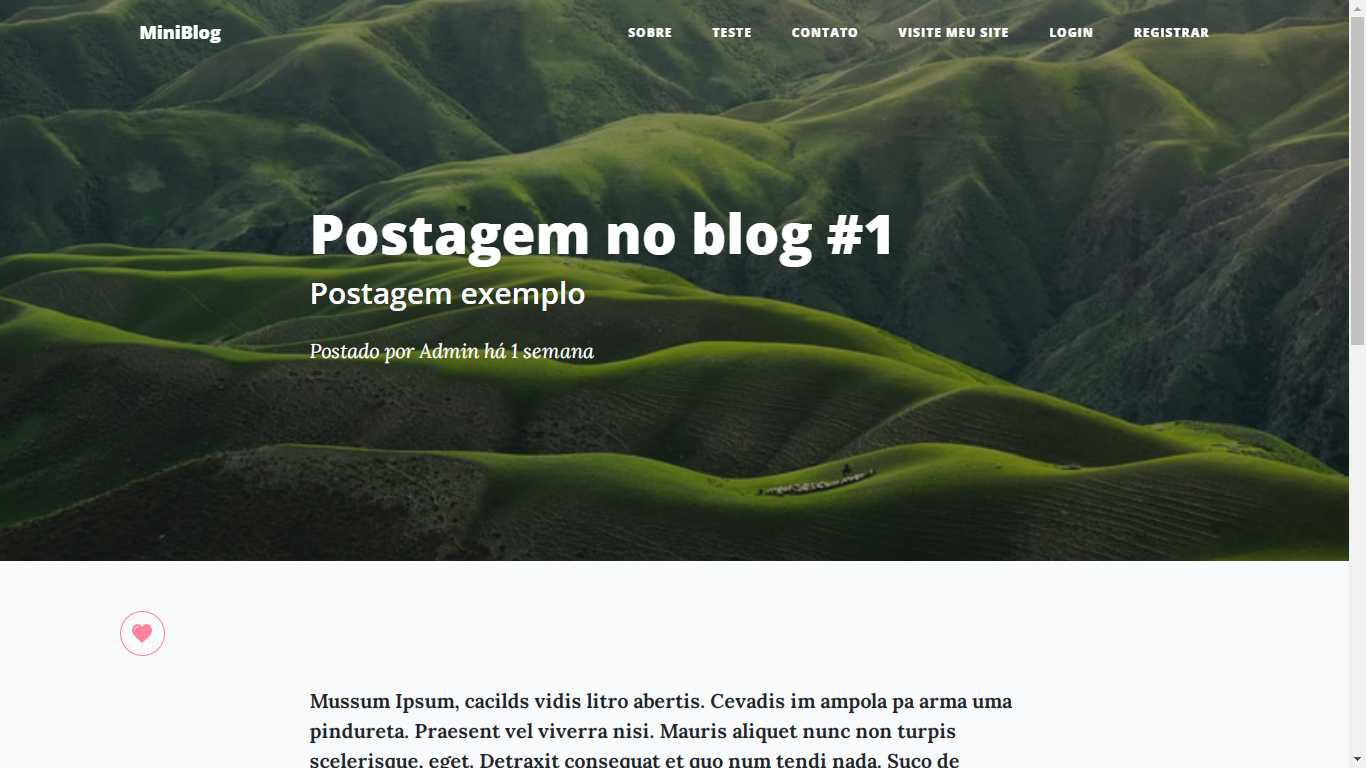 MiniBlog
SOBRE TESTE CONTATO VISITE MEU SITE LOGIN REGISTRAR
Postagem no blog #1
Postagem exemplo
Postado por Admin há 1 semana
Mussum Ipsum, cacilds vidis litro abertis. Cevadis im ampola pa arma uma
pindureta. Praesent vel viverra nisi. Mauris aliquet nunc non turpis
scelerisque, eget. Detraxit consequat et quo num tendi nada. Suco de